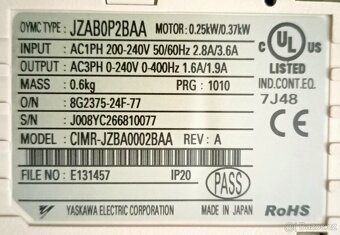 OYMC TYPE : JZAB0P2BAA MOTOR: 0.25kW/0.37kW
INPUT : AC1PH 200-240V 50/60Hz 2.8A/3.6A
OUTPUT : AC3PH 0-240V 0-400Hz 1.6A/1.9A
MASS : 0.6kg PRG : 1010
O/N : 8G2375-24F-77
S/N : J008YC266810077
MODEL : CIMR-JZBA0002BAA REV : A
FILE NO : E131457 IP20
PASS
YASKAWA ELECTRIC CORPORATION MADE IN JAPAN
C UL US
LISTED
IND.CONT.EQ.
7J48
CE
RoHS